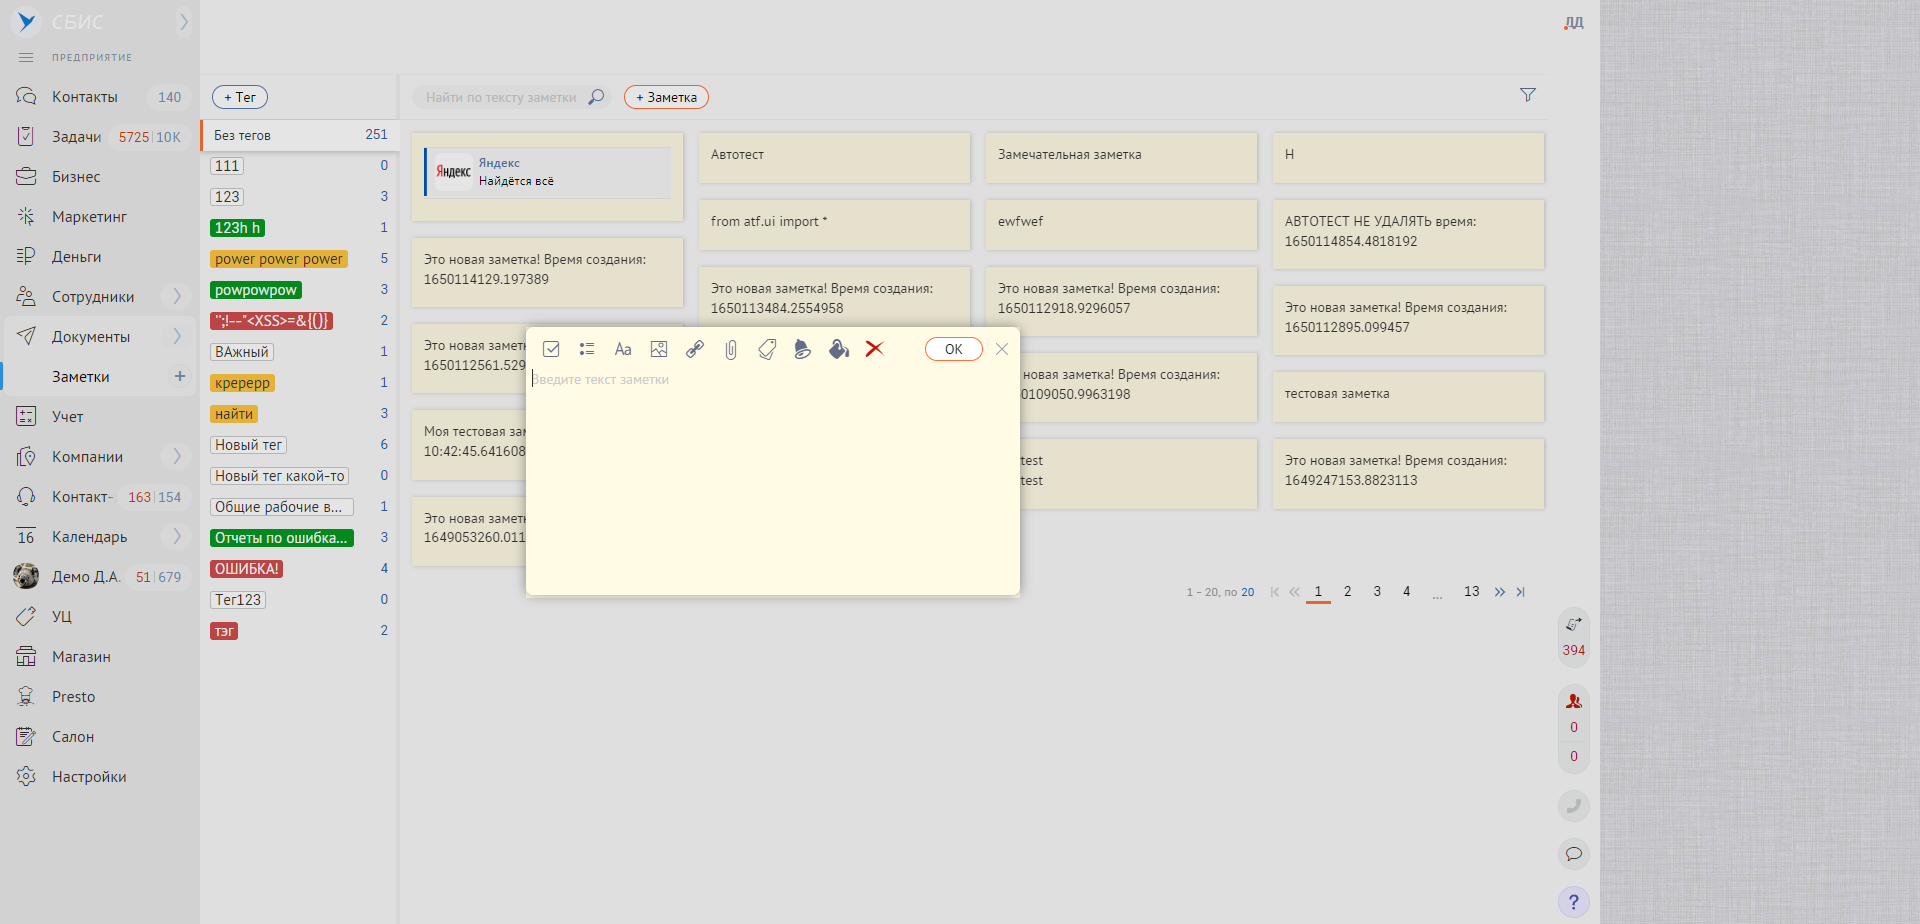 СБИС
ПРЕДПРИЯТИЕ
Контакты 140
Задачи 5725 10K
Бизнес
Маркетинг
Деньги
Сотрудники
Документы
Заметки +
Учет
Компании
Контакт- 163 154
16 Календарь
Демо Д.А. 51 679
УЦ
Магазин
Presto
Салон
Настройки
+ Тег
Без тегов 251
111 0
123 3
123h h 1
power power power 5
powpowpow 3
'';!--"<XSS>=&{()} 2
ВАжный 1
кререрр 1
найти 3
Новый тег 6
Новый тег какой-то 0
Общие рабочие в... 1
Отчеты по ошибка... 3
ОШИБКА! 4
Тег123 0
тэг 2
Найти по тексту заметки
+ Заметка
ДД
Яндекс
Яндекс
Найдётся всё
Это новая заметка! Время создания:
1650114129.197389
Это новая замет
1650112561.529
Моя тестовая зам
10:42:45.641608
Это новая замет
1649053260.011
Автотест
from atf.ui import *
Это новая заметка! Время создания:
1650113484.2554958
Замечательная заметка
ewfwef
Это новая заметка! Время создания:
1650112918.9296057
новая заметка! Время создания:
0109050.9963198
test
test
Н
АВТОТЕСТ НЕ УДАЛЯТЬ время:
1650114854.4818192
Это новая заметка! Время создания:
1650112895.099457
тестовая заметка
Это новая заметка! Время создания:
1649247153.8823113
Aa
ОК
Введите текст заметки
1 - 20, по 20
1 2 3 4 ... 13
394
0
0
?